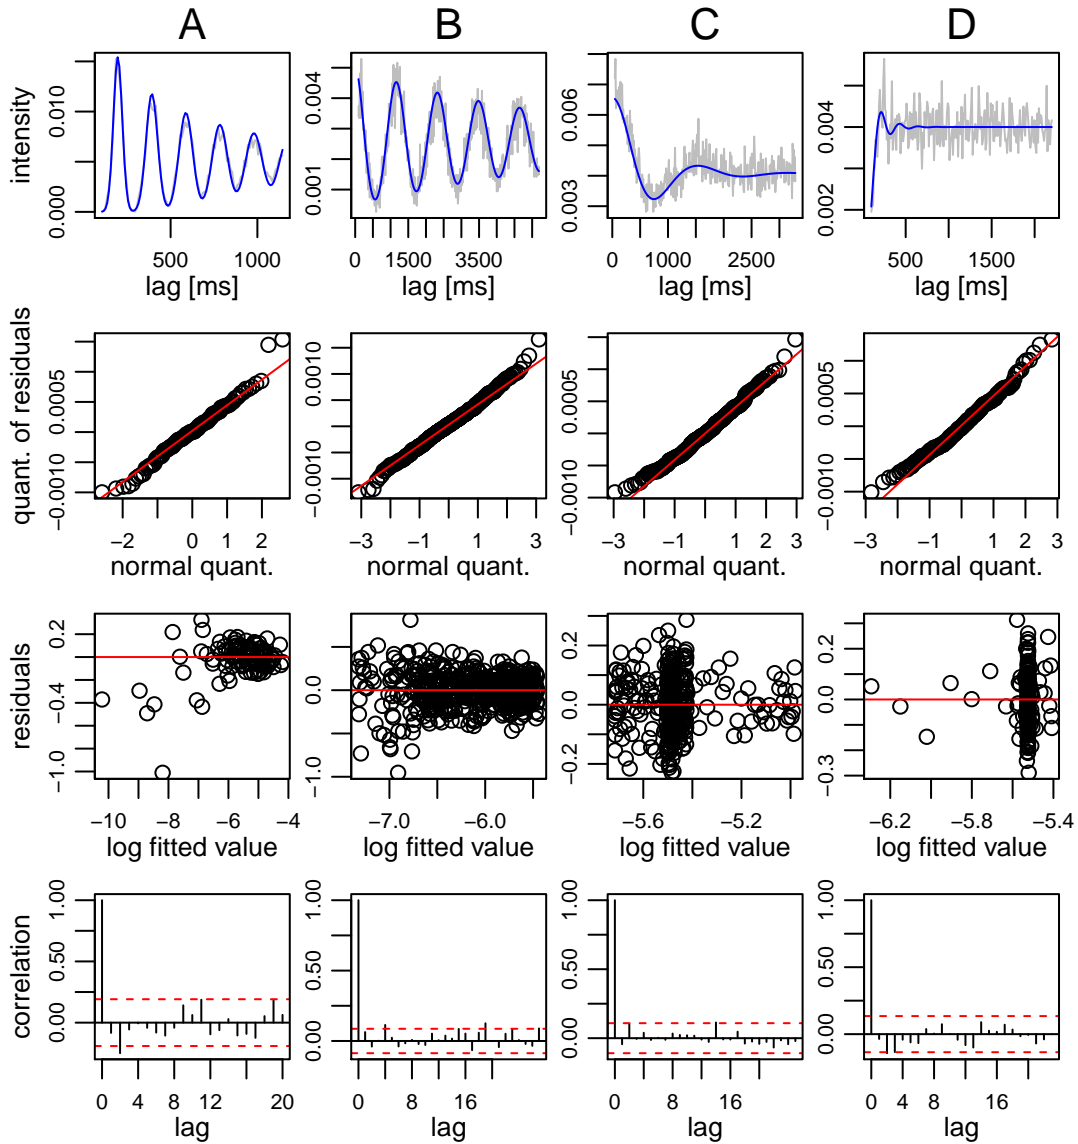 A B C D
intensity
0.000 0.010
0.001 0.004
0.003 0.006
0.002 0.004
500 1000
0 1500 3500
0 1000 2500
500 1500
lag [ms] lag [ms] lag [ms] lag [ms]
quant. of residuals
−0.0010 0.0005
−0.0010 0.0010
−0.0010 0.0005
−0.0010 0.0005
−2 0 1 2
−3 −1 1 3
−4 −2 0 1 2 3
−3 −1 0 1 2 3
normal quant. normal quant. normal quant. normal quant.
residuals
−1.0 −0.4 0.2
−1.0 0.0
−0.2 0.0 0.2
−0.3 0.0 0.2
−10 −8 −6 −4
−7.0 −6.0
−5.6 −5.2
−6.2 −5.8 −5.4
log fitted value log fitted value log fitted value log fitted value
correlation
0.00 0.50 1.00
0.00 0.50 1.00
0.00 0.50 1.00
0.00 0.50 1.00
0 4 8 12 20
0 4 8 16
0 4 8 16
0 4 8 16
lag lag lag lag